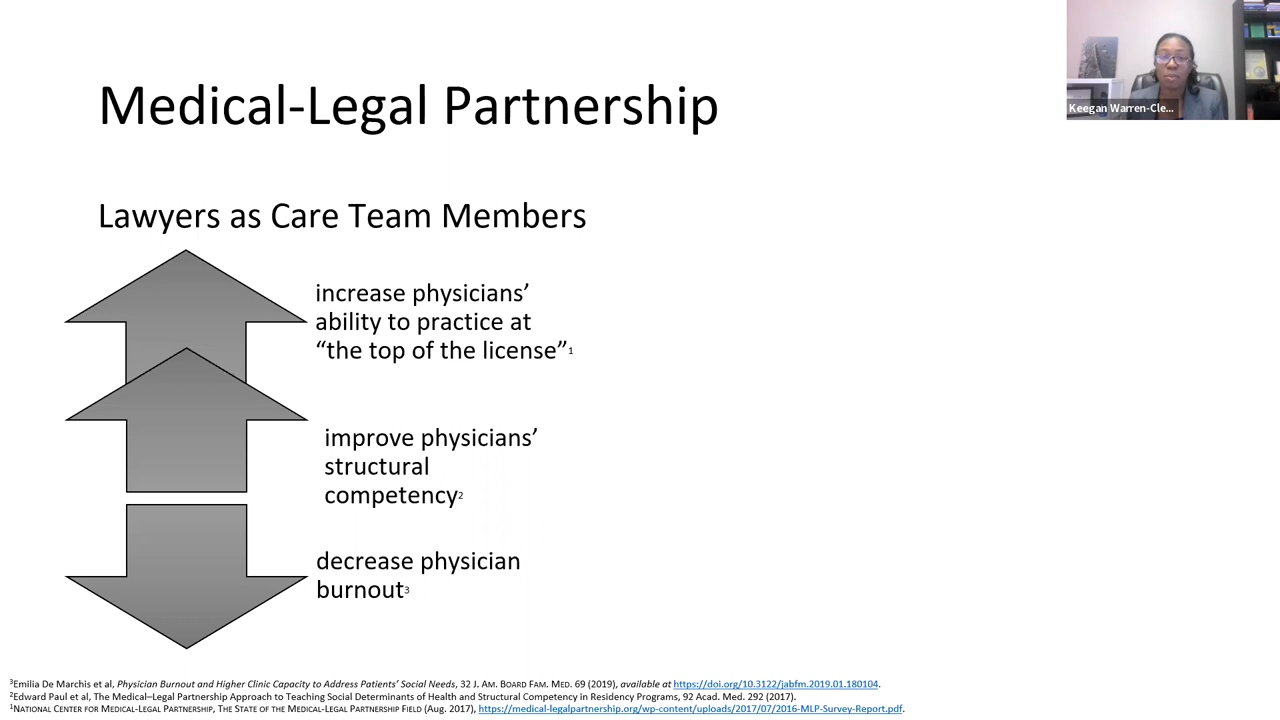 Medical-Legal Partnership
Keegan Warren-Cle...
Lawyers as Care Team Members
increase physicians’
ability to practice at
“the top of the license”1
improve physicians’
structural
competency2
decrease physician
burnout3
3Emilia De Marchis et al, Physician Burnout and Higher Clinic Capacity to Address Patients’ Social Needs, 32 J. AM. BOARD FAM. MED. 69 (2019), available at https://doi.org/10.3122/jabfm.2019.01.180104.
2Edward Paul et al, The Medical–Legal Partnership Approach to Teaching Social Determinants of Health and Structural Competency in Residency Programs, 92 Acad. Med. 292 (2017).
1NATIONAL CENTER FOR MEDICAL-LEGAL PARTNERSHIP, THE STATE OF THE MEDICAL-LEGAL PARTNERSHIP FIELD (Aug. 2017), https://medical-legalpartnership.org/wp-content/uploads/2017/07/2016-MLP-Survey-Report.pdf.